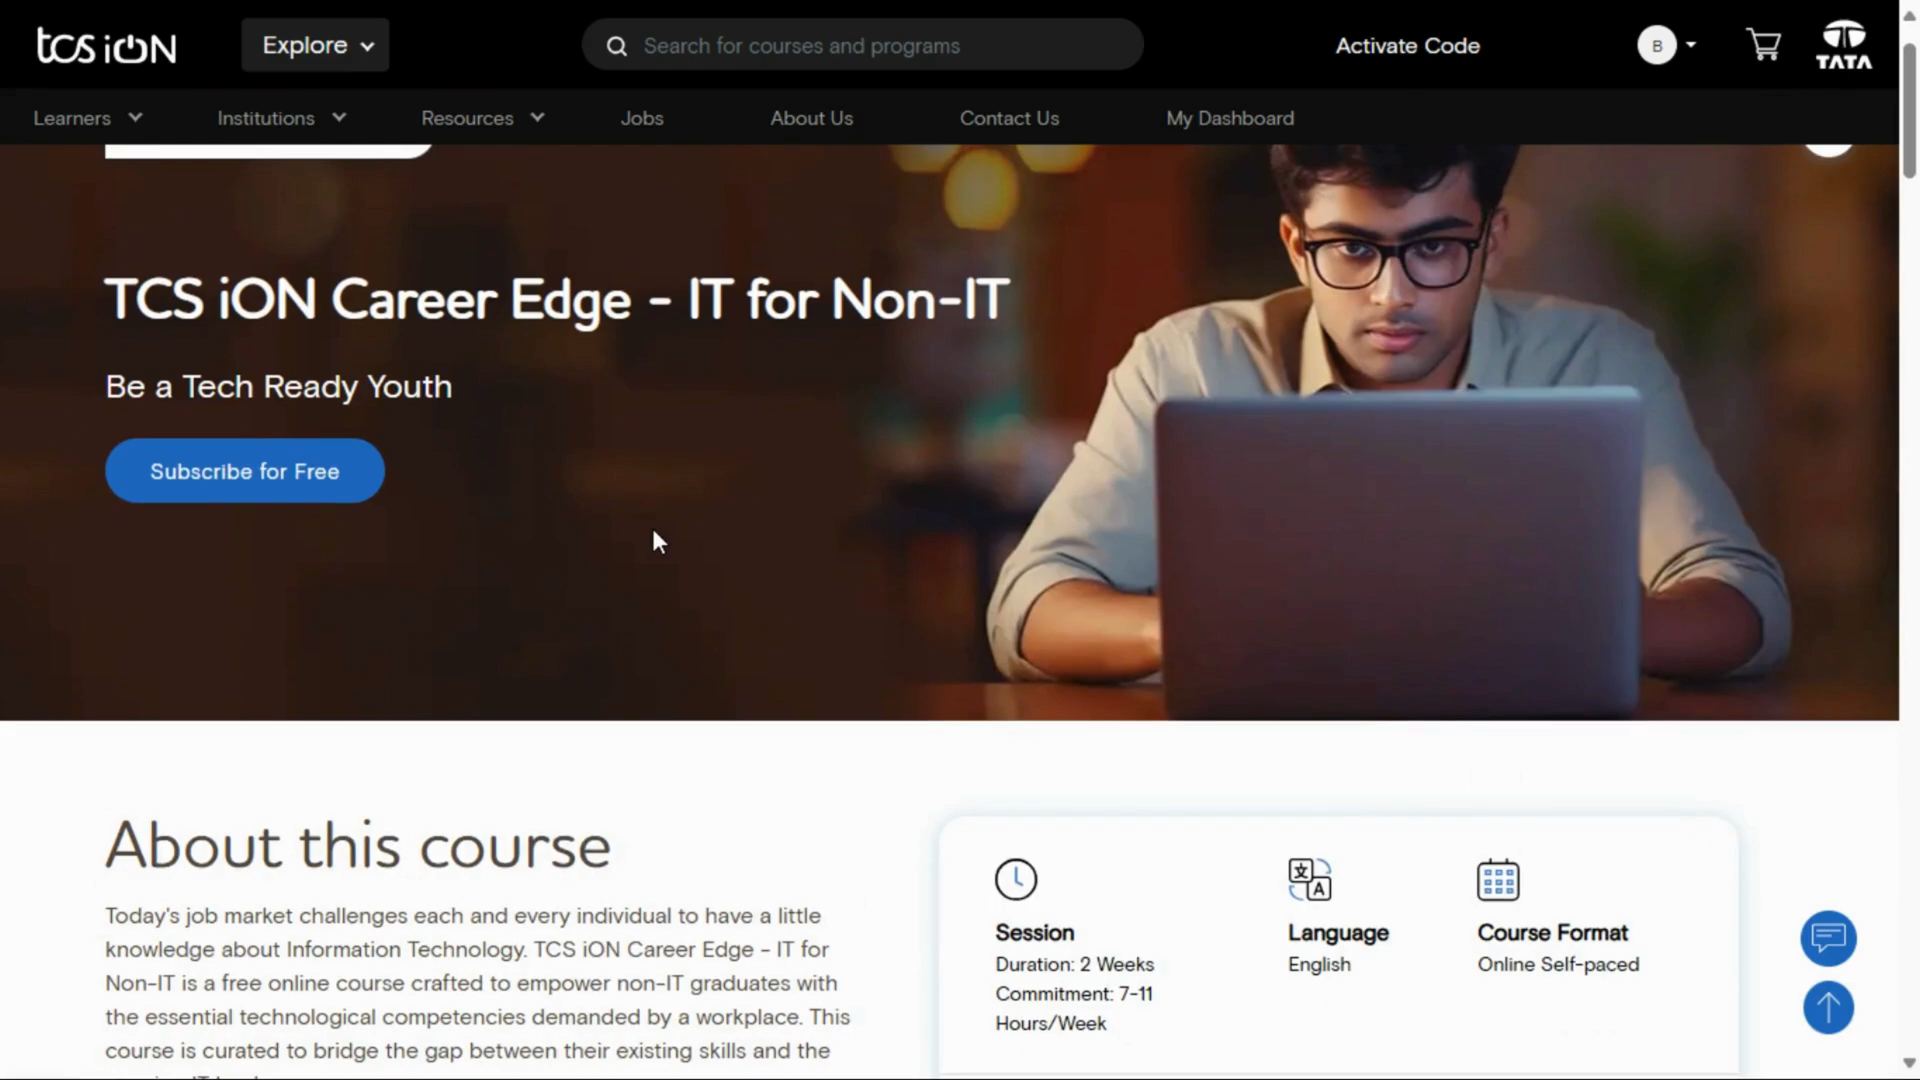 tcs iON
Explore
Search for courses and programs
Activate Code
B
TATA
Learners
Institutions
Resources
Jobs
About Us
Contact Us
My Dashboard
TCS iON Career Edge - IT for Non-IT
Be a Tech Ready Youth
Subscribe for Free
About this course
Today's job market challenges each and every individual to have a little
knowledge about Information Technology. TCS iON Career Edge - IT for
Non-IT is a free online course crafted to empower non-IT graduates with
the essential technological competencies demanded by a workplace. This
course is curated to bridge the gap between their existing skills and the
Session
Duration: 2 Weeks
Commitment: 7-11
Hours/Week
文
A
Language
English
Course Format
Online Self-paced